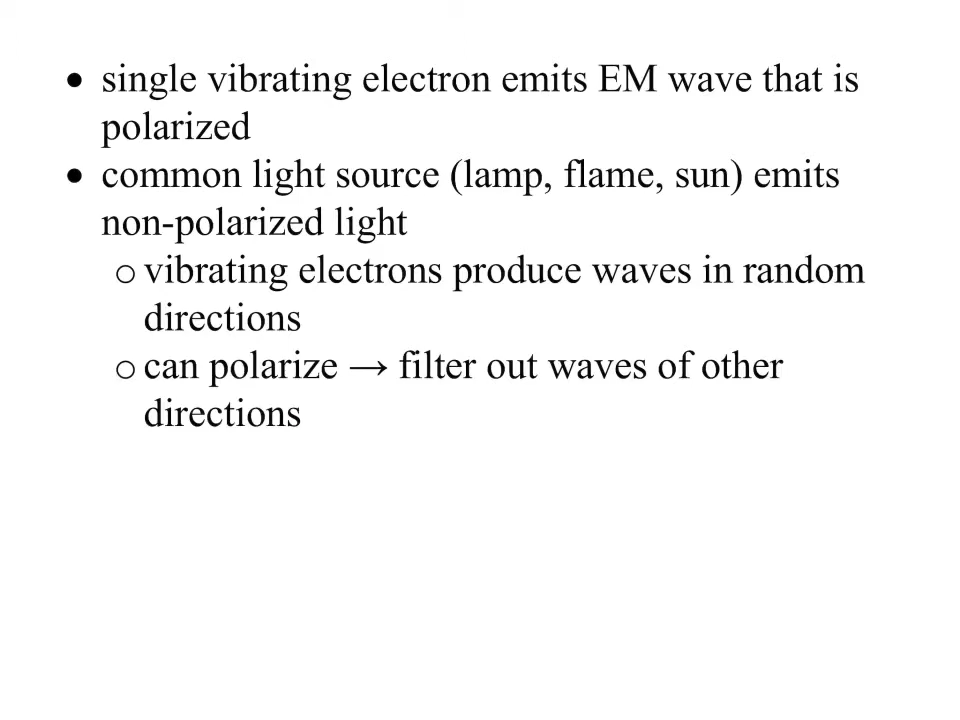 • single vibrating electron emits EM wave that is
polarized
• common light source (lamp, flame, sun) emits
non-polarized light
o vibrating electrons produce waves in random
directions
o can polarize → filter out waves of other
directions